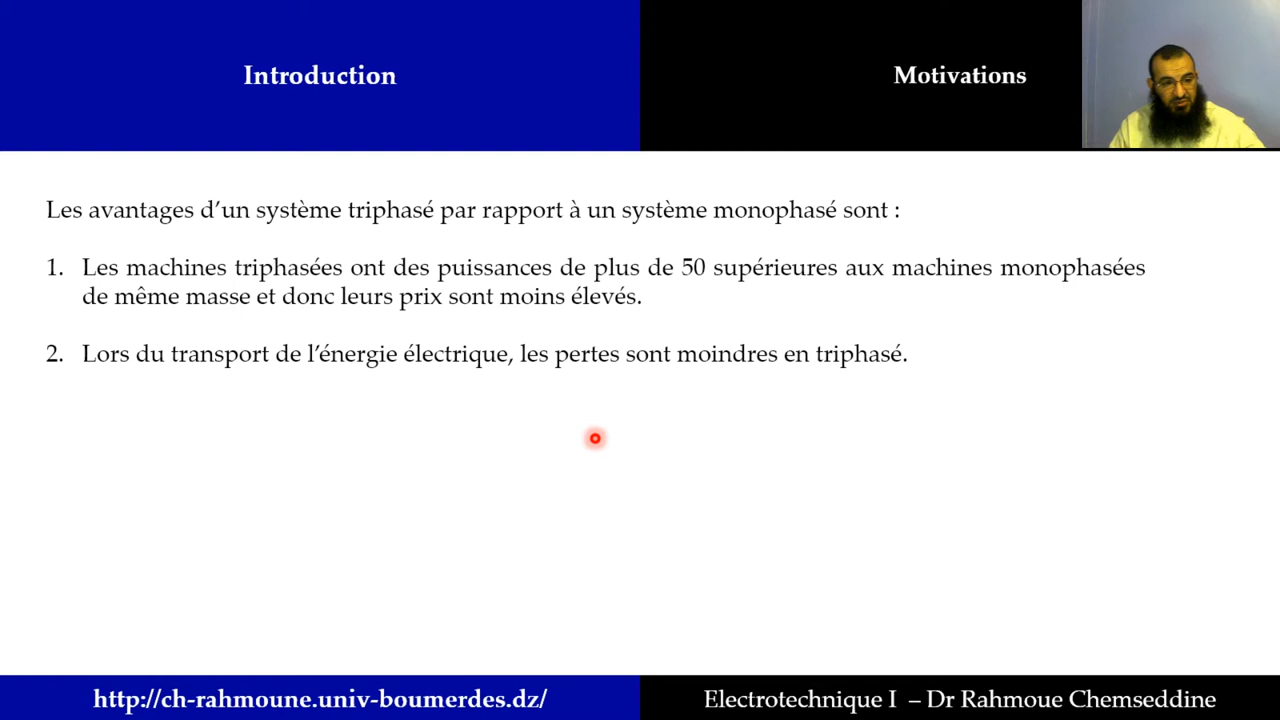 Introduction
Motivations
Les avantages d’un système triphasé par rapport à un système monophasé sont :
1. Les machines triphasées ont des puissances de plus de 50 supérieures aux machines monophasées
de même masse et donc leurs prix sont moins élevés.
2. Lors du transport de l’énergie électrique, les pertes sont moindres en triphasé.
http://ch-rahmoune.univ-boumerdes.dz/
Electrotechnique I – Dr Rahmoue Chemseddine